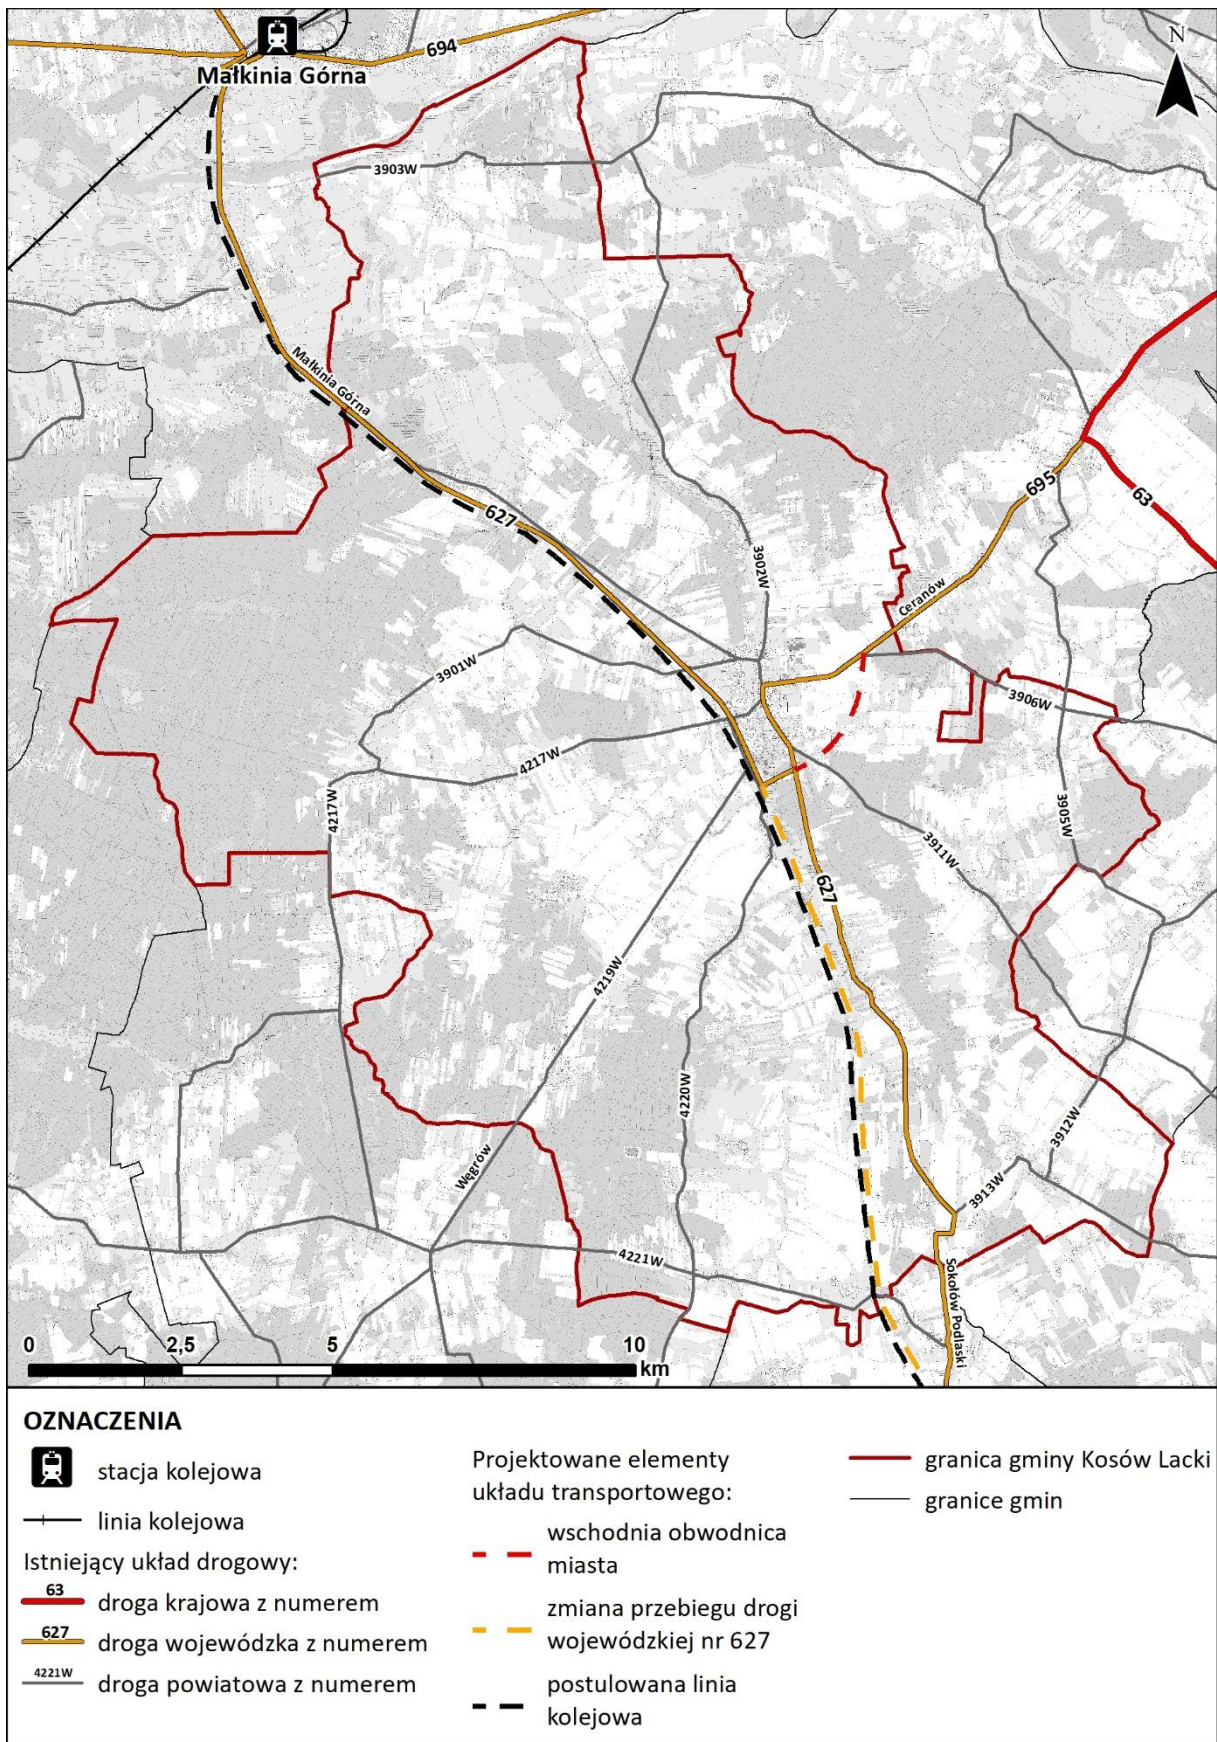 N
694
Małkinia Górna
3903W
Małkinia Górna
695
63
627
3902W
Ceranów
3901W
3906W
4217W
4217W
3905W
3911W
627
4219W
4220W
3912W
Węgrów
3913W
4221W
Sokołów Podlaski
0 2,5 5 10
km
OZNACZENIA
stacja kolejowa
linia kolejowa
Istniejący układ drogowy:
63
droga krajowa z numerem
627
droga wojewódzka z numerem
4221W
droga powiatowa z numerem
Projektowane elementy
układu transportowego:
wschodnia obwodnica
miasta
zmiana przebiegu drogi
wojewódzkiej nr 627
postulowana linia
kolejowa
granica gminy Kosów Lacki
granice gmin